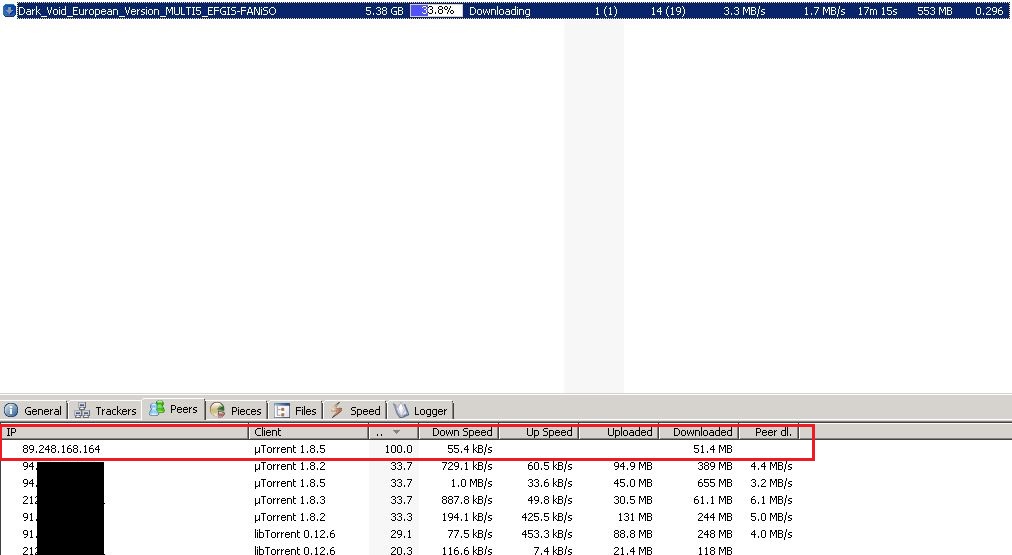 Dark_Void_European_Version_MULTI5_EFGIS-FANiSO 5.38 GB 33.8% Downloading 1 (1) 14 (19) 3.3 MB/s 1.7 MB/s 17m 15s 553 MB 0.296
General Trackers Peers Pieces Files Speed Logger
IP Client .. Down Speed Up Speed Uploaded Downloaded Peer dl.
89.248.168.164 µTorrent 1.8.5 100.0 55.4 kB/s 51.4 MB
94. µTorrent 1.8.2 33.7 729.1 kB/s 60.5 kB/s 94.9 MB 389 MB 4.4 MB/s
94. µTorrent 1.8.5 33.7 1.0 MB/s 33.6 kB/s 45.0 MB 655 MB 3.2 MB/s
212 µTorrent 1.8.3 33.7 887.8 kB/s 49.8 kB/s 30.5 MB 61.1 MB 6.1 MB/s
91. µTorrent 1.8.2 33.3 194.1 kB/s 425.5 kB/s 131 MB 244 MB 5.0 MB/s
91. libTorrent 0.12.6 29.1 77.5 kB/s 453.3 kB/s 88.8 MB 248 MB 4.0 MB/s
212 libTorrent 0.12.6 20.3 116.6 kB/s 7.4 kB/s 21.4 MB 118 MB